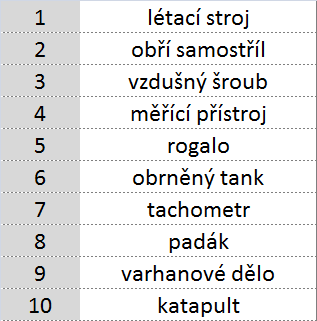 1 létací stroj
2 obří samostříl
3 vzdušný šroub
4 měřící přístroj
5 rogalo
6 obrněný tank
7 tachometr
8 padák
9 varhanové dělo
10 katapult